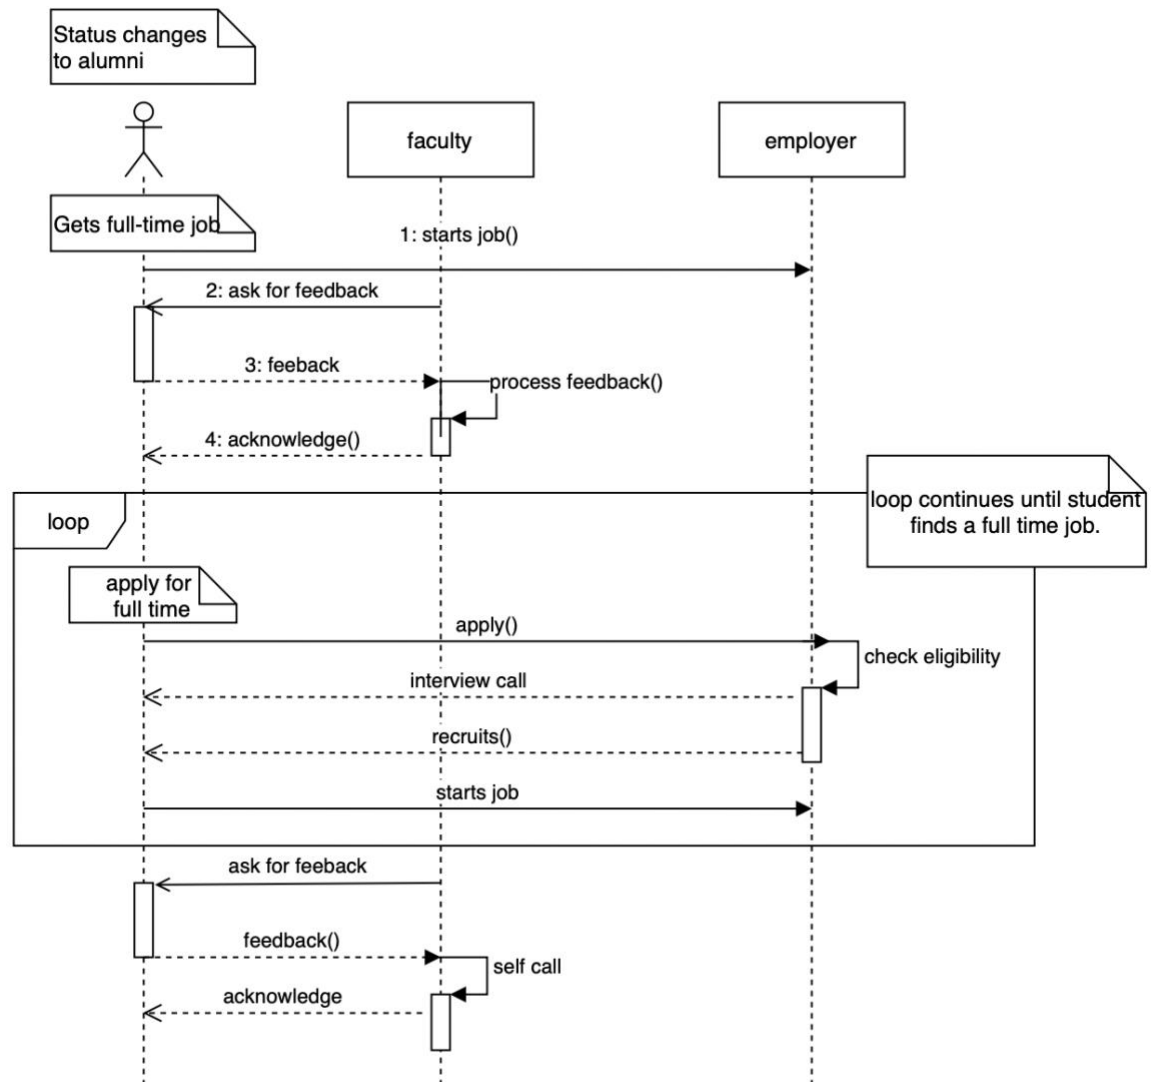 Status changes
to alumni
faculty
employer
Gets full-time job
1: starts job()
2: ask for feedback
3: feeback
process feedback()
4: acknowledge()
loop
loop continues until student
finds a full time job.
apply for
full time
apply()
check eligibility
interview call
recruits()
starts job
ask for feeback
feedback()
self call
acknowledge